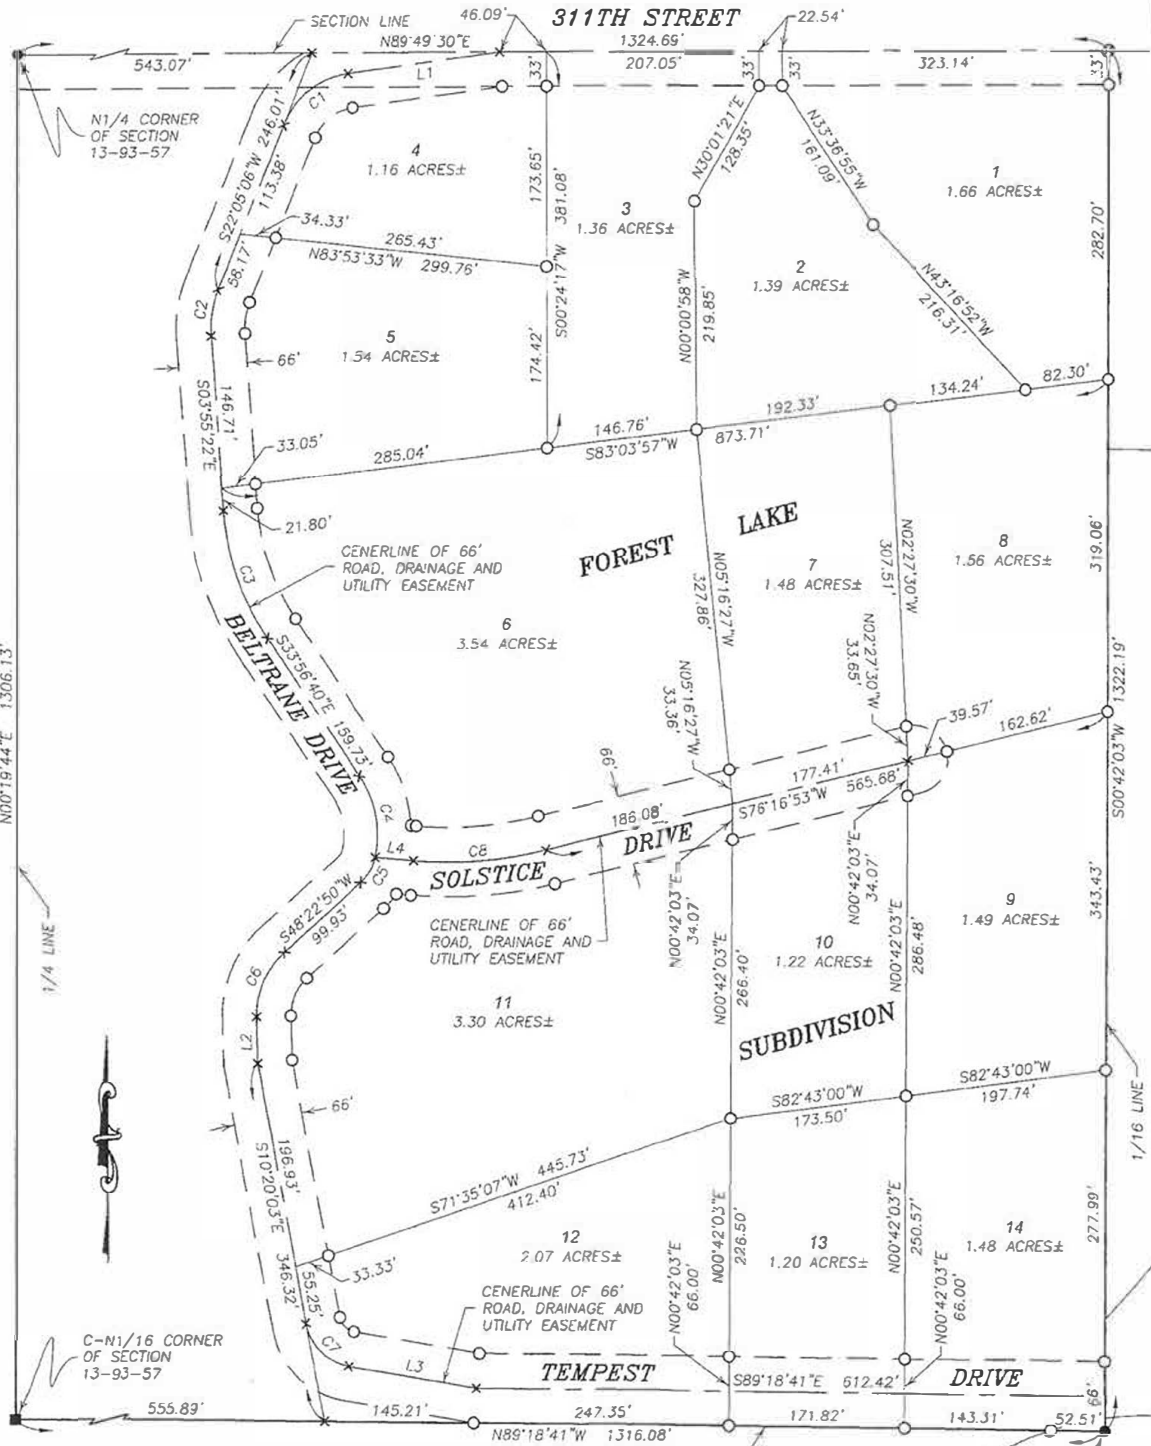 311TH STREET
SECTION LINE
46.09'
22.54'
N89°49'30"E
1324.69'
543.07'
L1
33'
207.05'
33'
33'
323.14'
33'
N1/4 CORNER
OF SECTION
13-93-57
C1
246.01'
S22°05'06"W
113.38'
4
1.16 ACRES±
173.65'
381.08'
S00°24'17"W
N30°01'21"E
128.35'
N33°36'55"W
161.09'
1
1.66 ACRES±
282.70'
3
1.36 ACRES±
34.33'
265.43'
N83°53'33"W 299.76'
58.17'
2
1.39 ACRES±
N43°16'52"W
216.31'
N00°00'58"W
219.85'
C2
5
1.54 ACRES±
66'
174.42'
146.71'
S03°55'22"E
33.05'
285.04'
146.76'
S83°03'57"W
192.33'
873.71'
134.24'
82.30'
21.80'
FOREST
LAKE
CENERLINE OF 66'
ROAD, DRAINAGE AND
UTILITY EASEMENT
C3
N05°16'27"W
327.86'
7
1.48 ACRES±
N02°27'30"W
307.51'
8
1.56 ACRES±
319.06'
6
3.54 ACRES±
BELTRANE DRIVE
S33°56'40"E 159.73'
N05°16'27"W
33.36'
N02°27'30"W
33.65'
39.57'
162.62'
S00°42'03"W 1322.19'
N00°19'44"E 1306.13'
66'
177.41'
S76°16'53"W 565.68'
186.08'
C4
L4
C8
C5
SOLSTICE
DRIVE
N00°42'03"E
34.07'
N00°42'03"E
34.07'
S48°22'50"W
99.93'
CENERLINE OF 66'
ROAD, DRAINAGE AND
UTILITY EASEMENT
9
1.49 ACRES±
343.43'
10
1.22 ACRES±
N00°42'03"E
266.40'
N00°42'03"E
286.48'
1/4 LINE
C6
11
3.30 ACRES±
L2
SUBDIVISION
S82°43'00"W
173.50'
S82°43'00"W
197.74'
1/16 LINE
66'
196.93'
S10°20'03"E 346.32'
S71°35'07"W 445.73'
412.40'
12
2.07 ACRES±
N00°42'03"E
226.50'
13
1.20 ACRES±
N00°42'03"E
250.57'
14
1.48 ACRES±
277.99'
33.33'
55.25'
N00°42'03"E
66.00'
N00°42'03"E
66.00'
CENERLINE OF 66'
ROAD, DRAINAGE AND
UTILITY EASEMENT
C-N1/16 CORNER
OF SECTION
13-93-57
C7
L3
TEMPEST
DRIVE
S89°18'41"E 612.42'
66'
555.89'
145.21'
247.35'
171.82'
143.31'
52.51'
N89°18'41"W 1316.08'